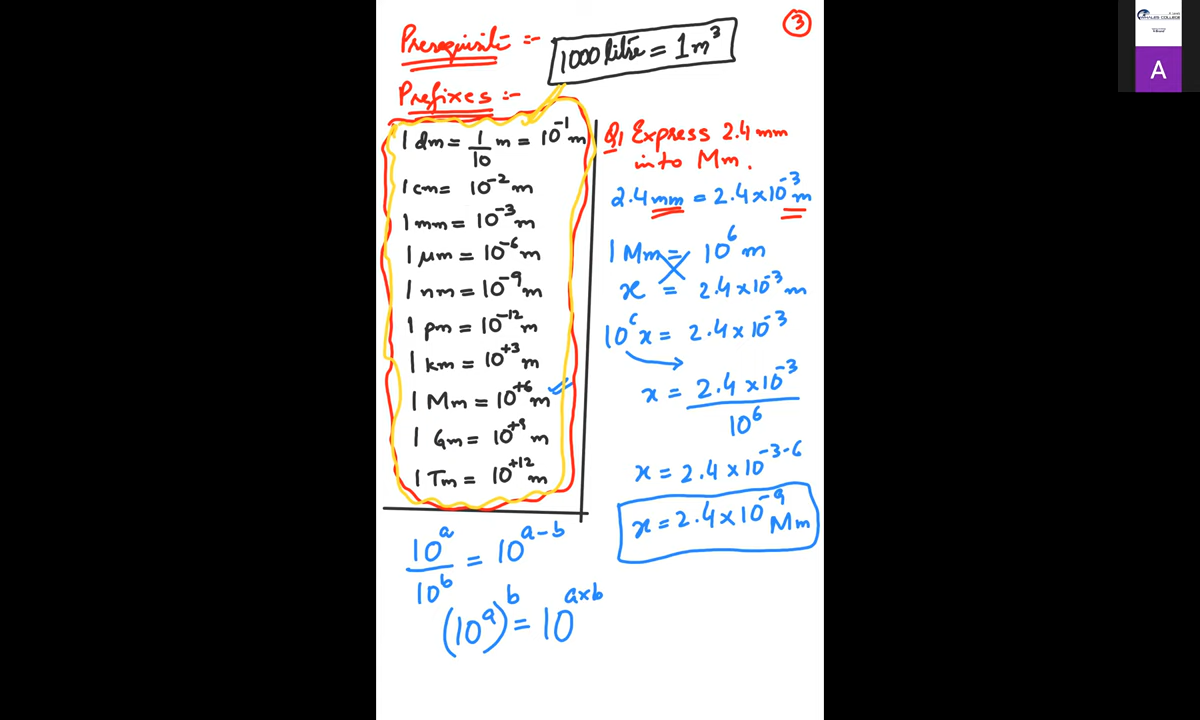 Prerequisite :-
1000 litre = 1 m³
③
Prefixes :-
1 dm = 1/10 m = 10⁻¹ m
1 cm = 10⁻² m
1 mm = 10⁻³ m
1 μm = 10⁻⁶ m
1 nm = 10⁻⁹ m
1 pm = 10⁻¹² m
1 km = 10⁺³ m
1 Mm = 10⁺⁶ m
1 Gm = 10⁺⁹ m
1 Tm = 10⁺¹² m
10ᵃ/10ᵇ = 10ᵃ⁻ᵇ
(10ᵃ)ᵇ = 10ᵃˣᵇ
Q1 Express 2.4 mm
into Mm.
2.4 mm = 2.4 × 10⁻³ m
1 Mm = 10⁶ m
x = 2.4 × 10⁻³ m
10⁶ x = 2.4 × 10⁻³
x = 2.4 × 10⁻³/10⁶
x = 2.4 × 10⁻³⁻⁶
x = 2.4 × 10⁻⁹ Mm
WHALES COLLEGE
A